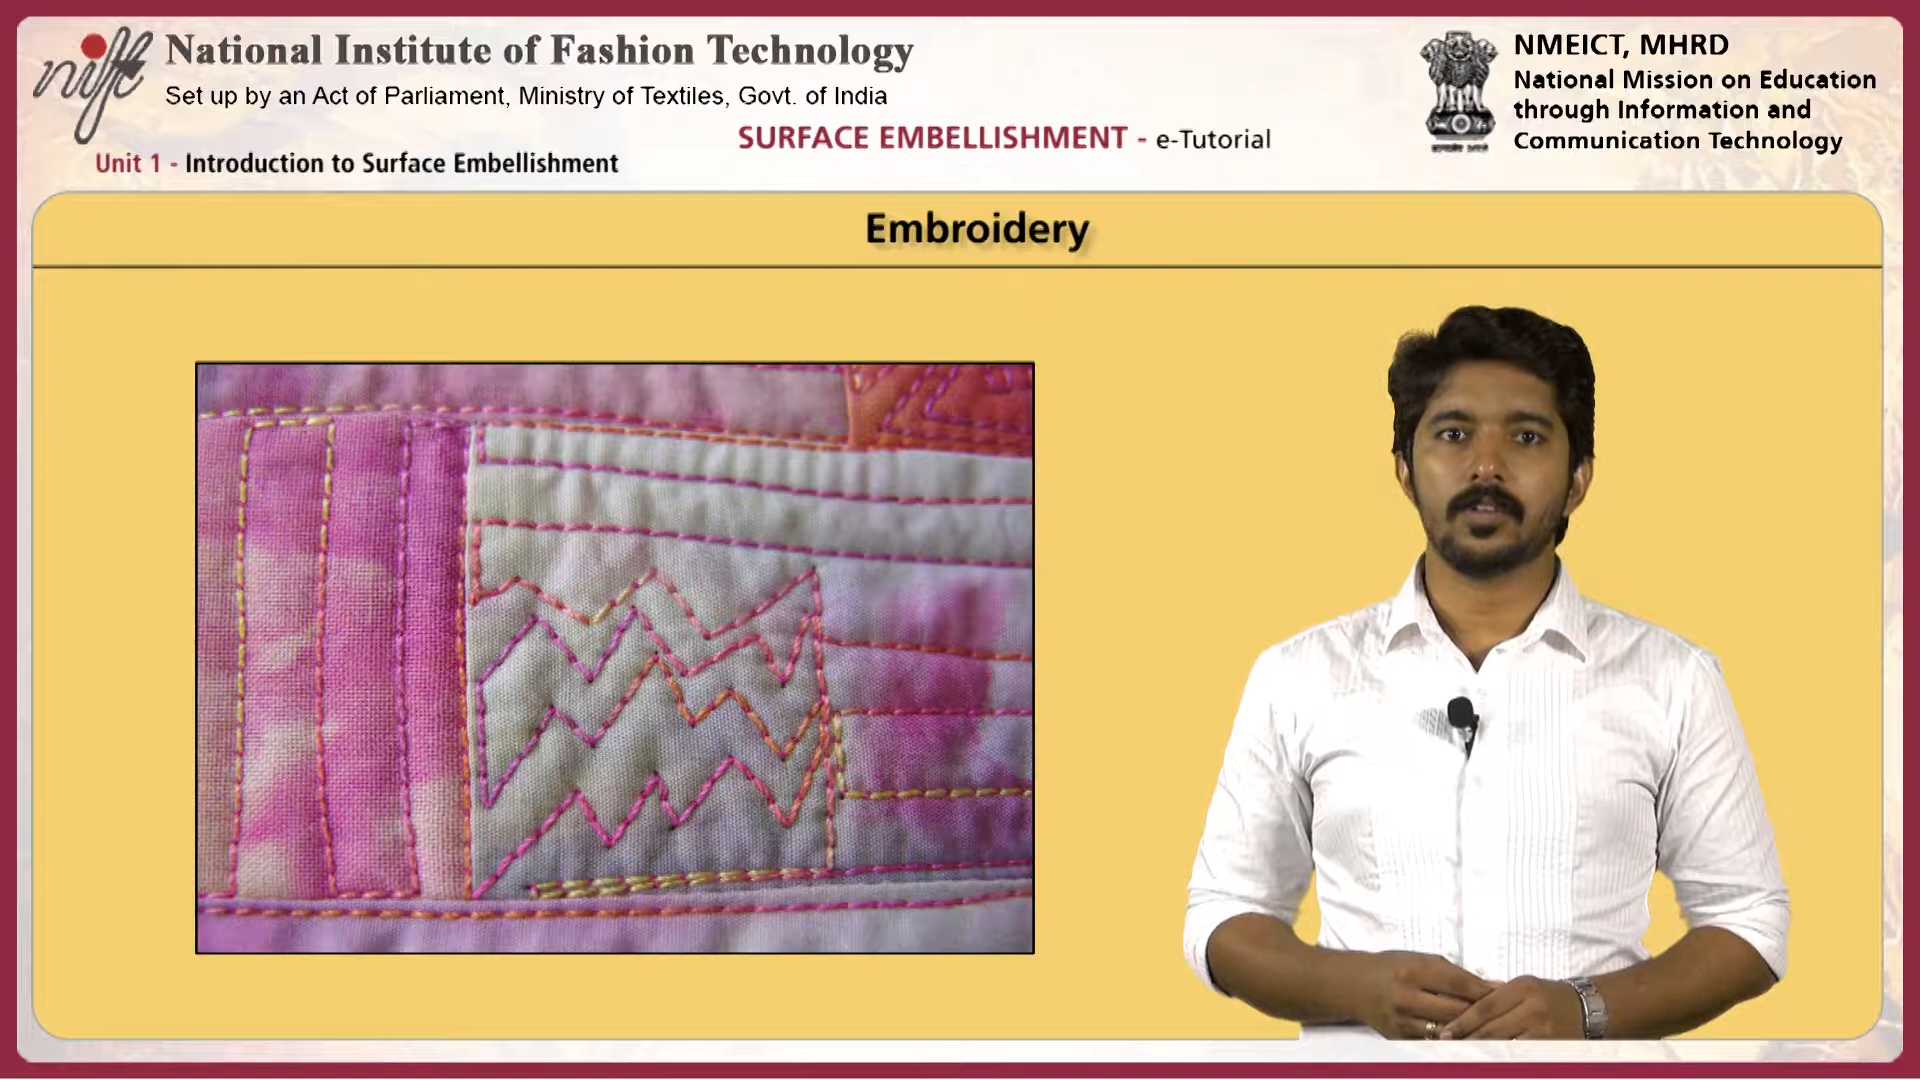 nift
National Institute of Fashion Technology
Set up by an Act of Parliament, Ministry of Textiles, Govt. of India
SURFACE EMBELLISHMENT - e-Tutorial
Unit 1 - Introduction to Surface Embellishment
NMEICT, MHRD
National Mission on Education
through Information and
Communication Technology
Embroidery